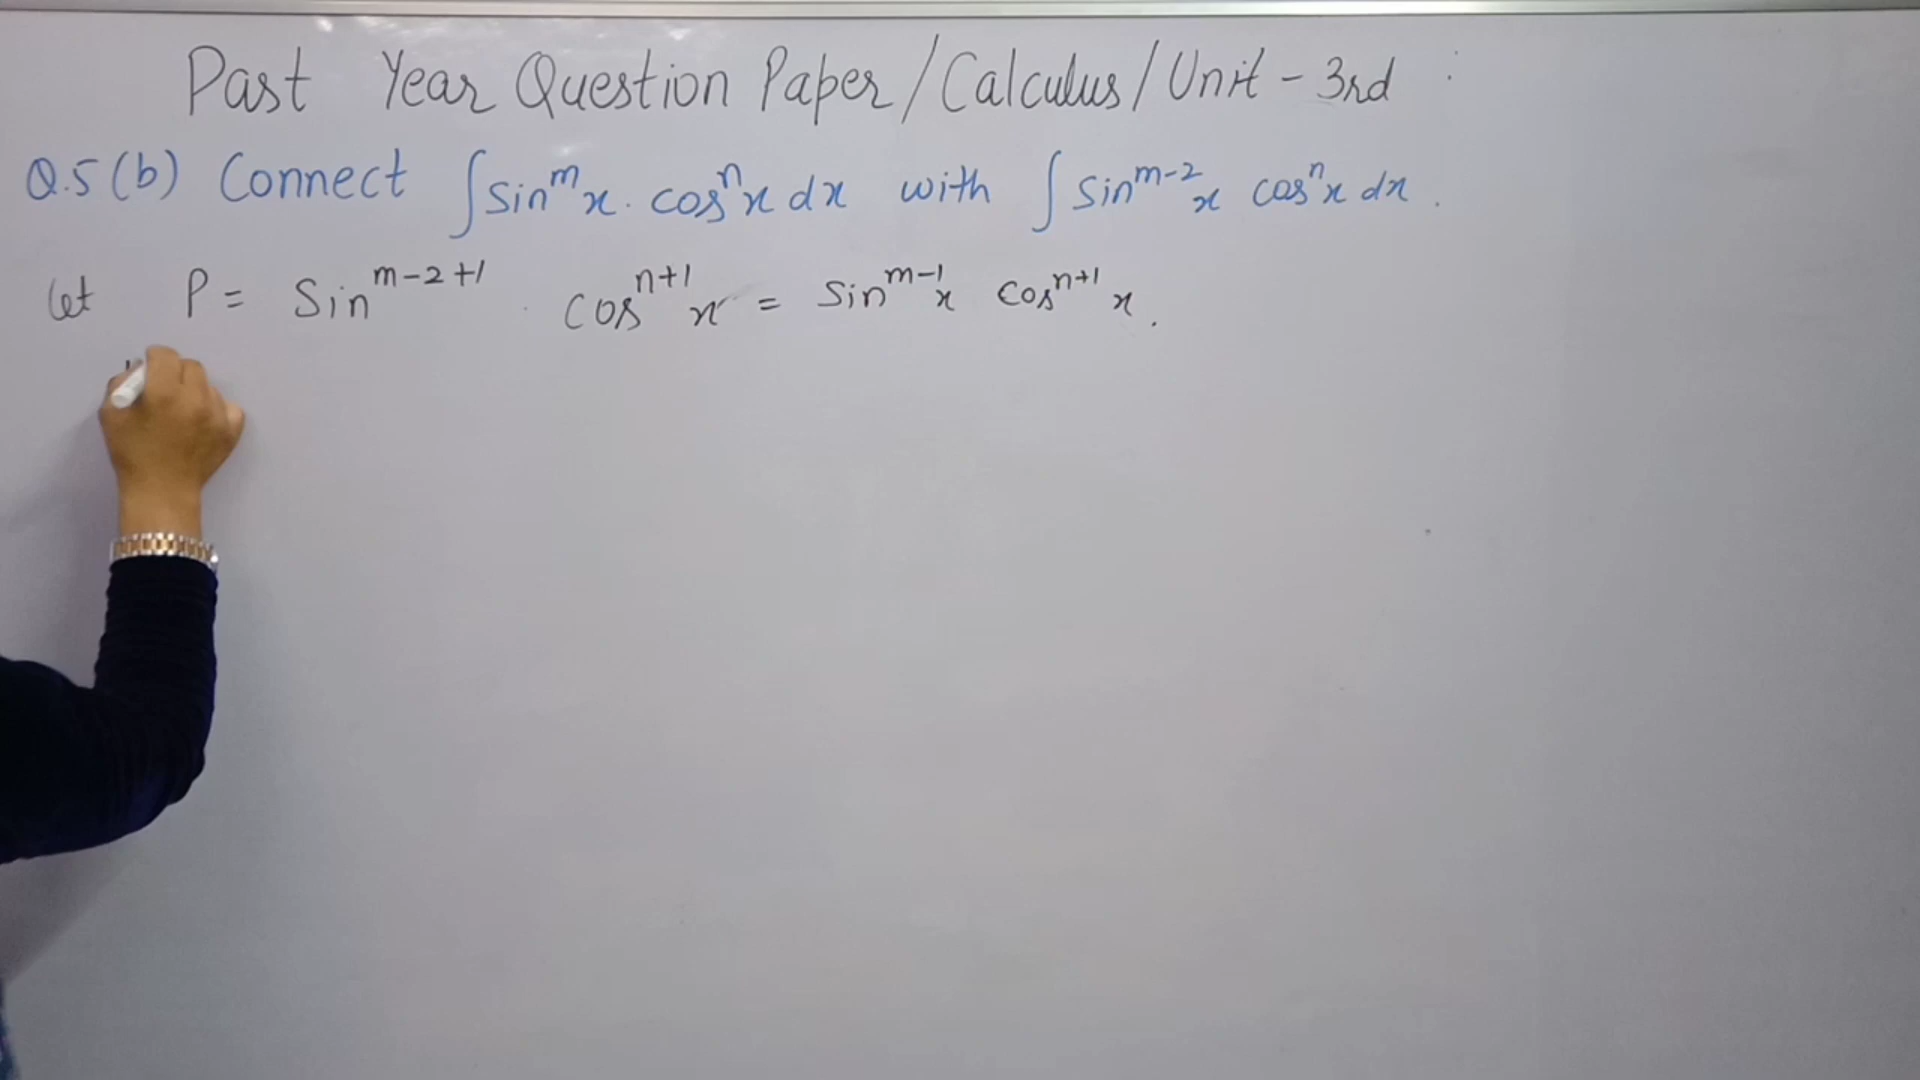 Past Year Question Paper/Calculus/Unit-3rd :
Q.5(b) Connect ∫sin^m x. cos^n x dx with ∫sin^{m-2} x cos^n x dx.
Let P = Sin^{m-2+1} cos^{n+1} x = sin^{m-1} x cos^{n+1} x.